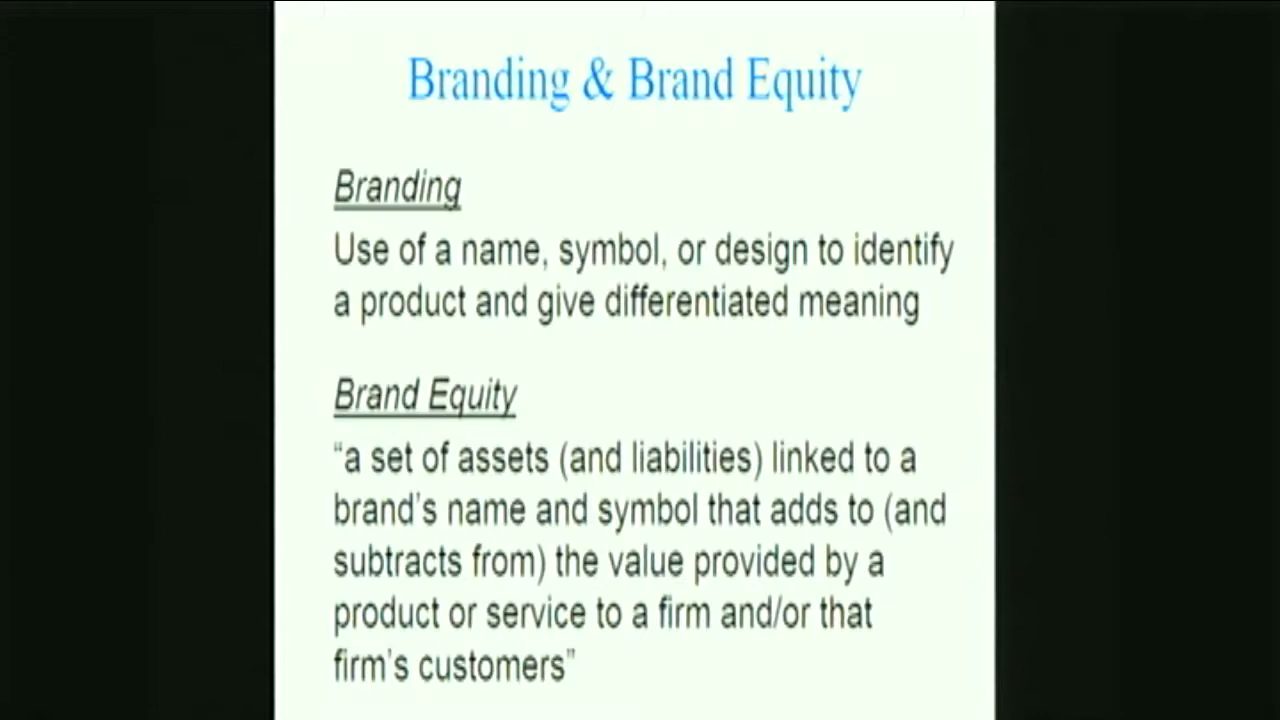 Branding & Brand Equity
Branding
Use of a name, symbol, or design to identify
a product and give differentiated meaning
Brand Equity
“a set of assets (and liabilities) linked to a
brand’s name and symbol that adds to (and
subtracts from) the value provided by a
product or service to a firm and/or that
firm’s customers”